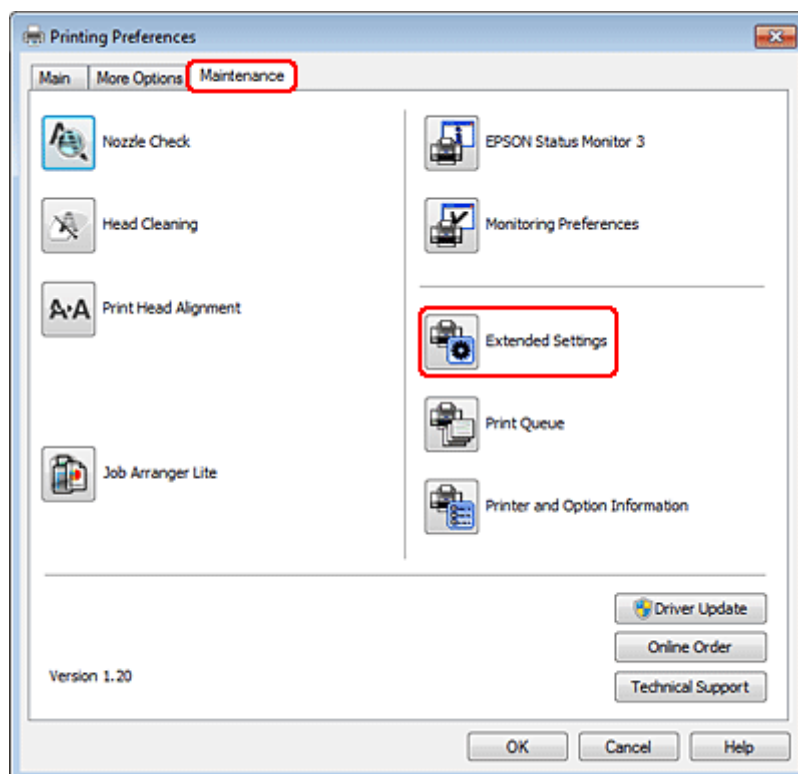 Printing Preferences
Main
More Options
Maintenance
Nozzle Check
Head Cleaning
A·A Print Head Alignment
Job Arranger Lite
EPSON Status Monitor 3
Monitoring Preferences
Extended Settings
Print Queue
Printer and Option Information
Driver Update
Online Order
Technical Support
Version 1.20
OK
Cancel
Help